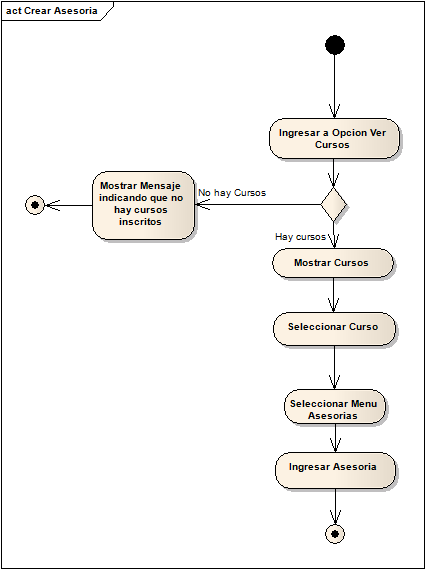 act Crear Asesoria
Ingresar a Opcion Ver
Cursos
No hay Cursos
Mostrar Mensaje
indicando que no
hay cursos
inscritos
Hay cursos
Mostrar Cursos
Seleccionar Curso
Seleccionar Menu
Asesorias
Ingresar Asesoria